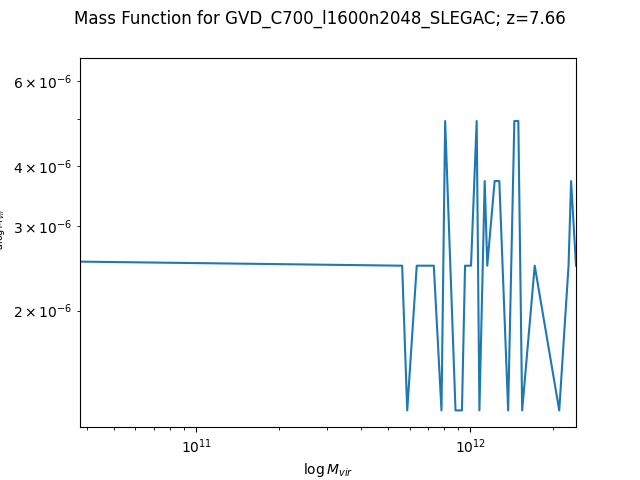 Mass Function for GVD_C700_l1600n2048_SLEGAC; z=7.66
6 × 10⁻⁶
4 × 10⁻⁶
3 × 10⁻⁶
2 × 10⁻⁶
10¹¹ 10¹²
log M_vir